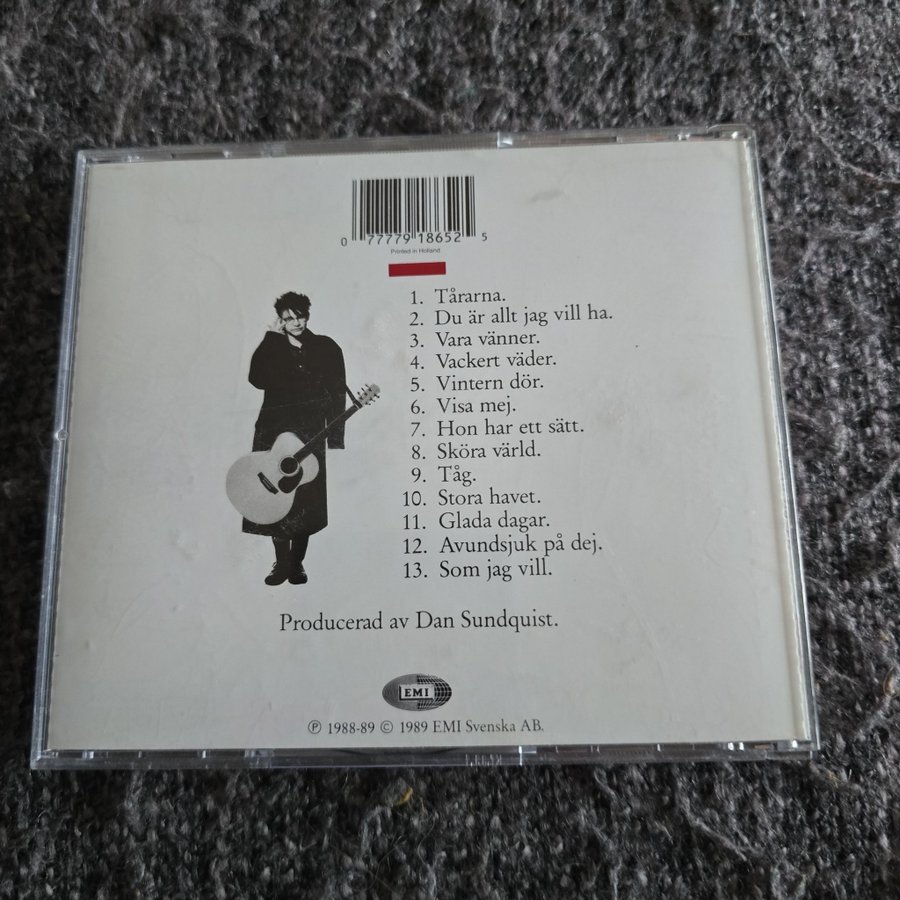 0 77779 18652 5
Printed in Holland
1. Tårarna.
2. Du är allt jag vill ha.
3. Vara vänner.
4. Vackert väder.
5. Vintern dör.
6. Visa mej.
7. Hon har ett sätt.
8. Sköra värld.
9. Tåg.
10. Stora havet.
11. Glada dagar.
12. Avundsjuk på dej.
13. Som jag vill.
Producerad av Dan Sundquist.
EMI
℗ 1988-89 © 1989 EMI Svenska AB.